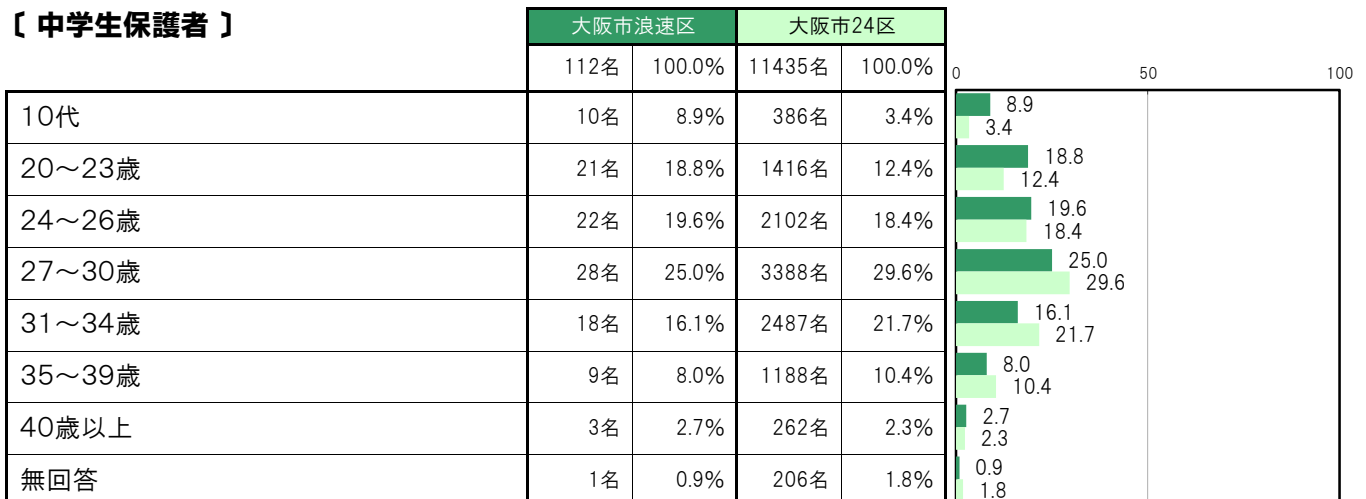 〔 中学生保護者 〕
大阪市浪速区 大阪市24区
112名 100.0% 11435名 100.0%
0 50 100
10代 10名 8.9% 386名 3.4% 8.9
3.4
20～23歳 21名 18.8% 1416名 12.4% 18.8
12.4
24～26歳 22名 19.6% 2102名 18.4% 19.6
18.4
27～30歳 28名 25.0% 3388名 29.6% 25.0
29.6
31～34歳 18名 16.1% 2487名 21.7% 16.1
21.7
35～39歳 9名 8.0% 1188名 10.4% 8.0
10.4
40歳以上 3名 2.7% 262名 2.3% 2.7
2.3
無回答 1名 0.9% 206名 1.8% 0.9
1.8